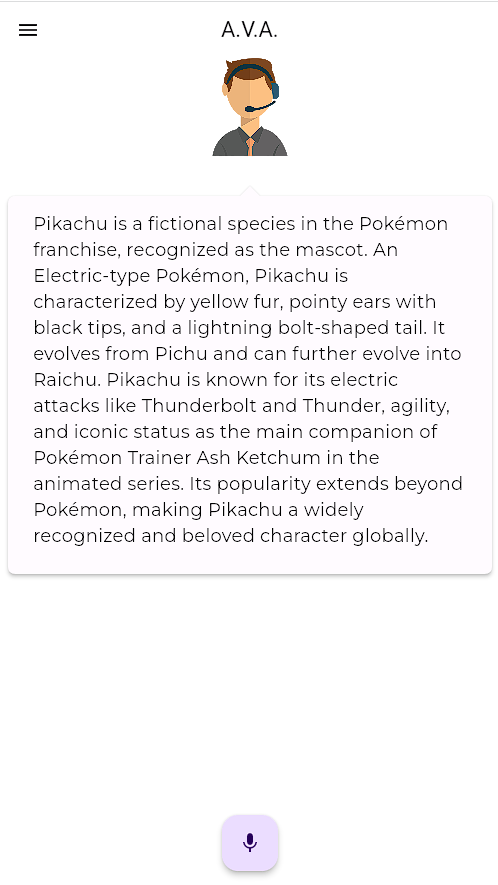 A.V.A.
Pikachu is a fictional species in the Pokémon
franchise, recognized as the mascot. An
Electric-type Pokémon, Pikachu is
characterized by yellow fur, pointy ears with
black tips, and a lightning bolt-shaped tail. It
evolves from Pichu and can further evolve into
Raichu. Pikachu is known for its electric
attacks like Thunderbolt and Thunder, agility,
and iconic status as the main companion of
Pokémon Trainer Ash Ketchum in the
animated series. Its popularity extends beyond
Pokémon, making Pikachu a widely
recognized and beloved character globally.